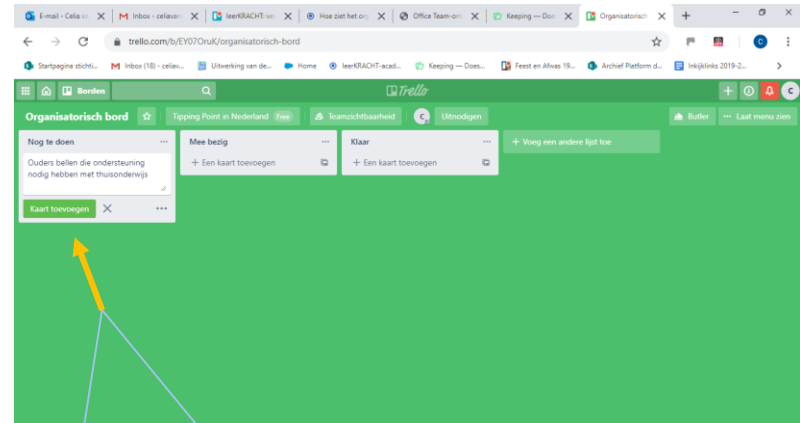 E-mail - Celia va
Inbox - celiavan
leerKRACHT: ver
Hoe ziet het org
Office Team-onl
Keeping — Doe
Organisatorisch
trello.com/b/EY07OruK/organisatorisch-bord
Startpagina stichti...
Inbox (18) - celiav...
Uitwerking van de...
Home
leerKRACHT-acad...
Keeping — Does...
Feest en Afwas 19...
Archief Platform d...
Inkijklinks 2019-2...
Borden
Trello
Organisatorisch bord
Tipping Point in Nederland Free
Teamzichtbaarheid
C
Uitnodigen
Butler
... Laat menu zien
Nog te doen
Ouders bellen die ondersteuning
nodig hebben met thuisonderwijs
Kaart toevoegen
Mee bezig
+ Een kaart toevoegen
Klaar
+ Een kaart toevoegen
+ Voeg een andere lijst toe